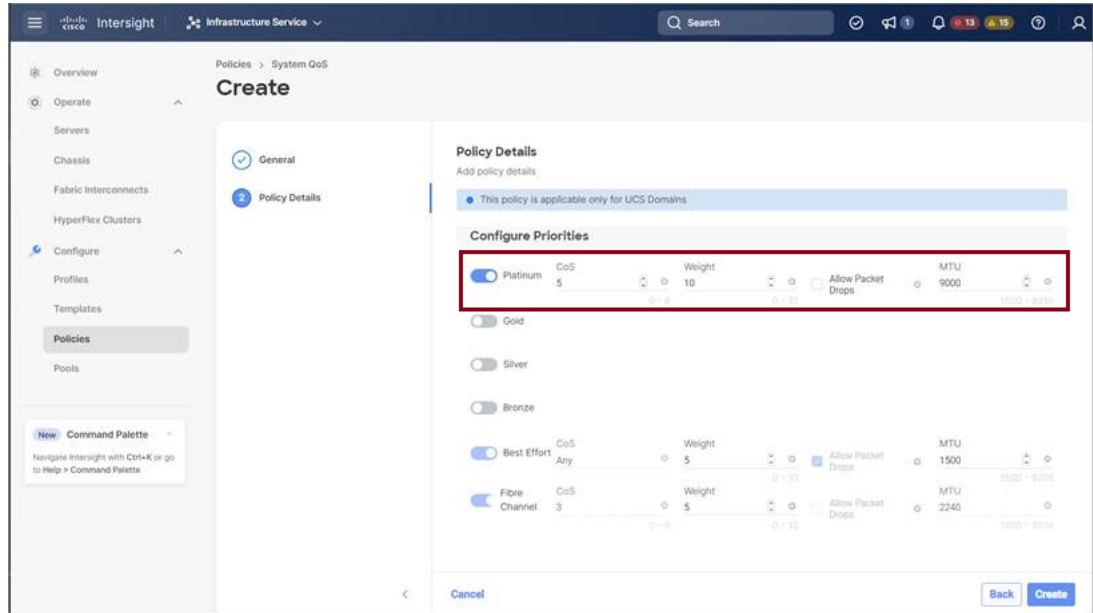 cisco Intersight Infrastructure Service Search 1 13 15
Overview
Operate
Servers
Chassis
Fabric Interconnects
HyperFlex Clusters
Configure
Profiles
Templates
Policies
Pools
New Command Palette
Navigate Intersight with Ctrl+K or go
to Help > Command Palette
Policies > System QoS
Create
General
2 Policy Details
Policy Details
Add policy details
This policy is applicable only for UCS Domains
Configure Priorities
Platinum CoS 5 Weight 10 Allow Packet Drops MTU 9000
0 - 6 0 - 10 1500 - 9216
Gold
Silver
Bronze
Best Effort CoS Any Weight 5 Allow Packet Drops MTU 1500
0 - 10 1500 - 9216
Fibre Channel CoS 3 Weight 5 Allow Packet Drops MTU 2240
0 - 6 0 - 10 1500 - 9216
Cancel Back Create